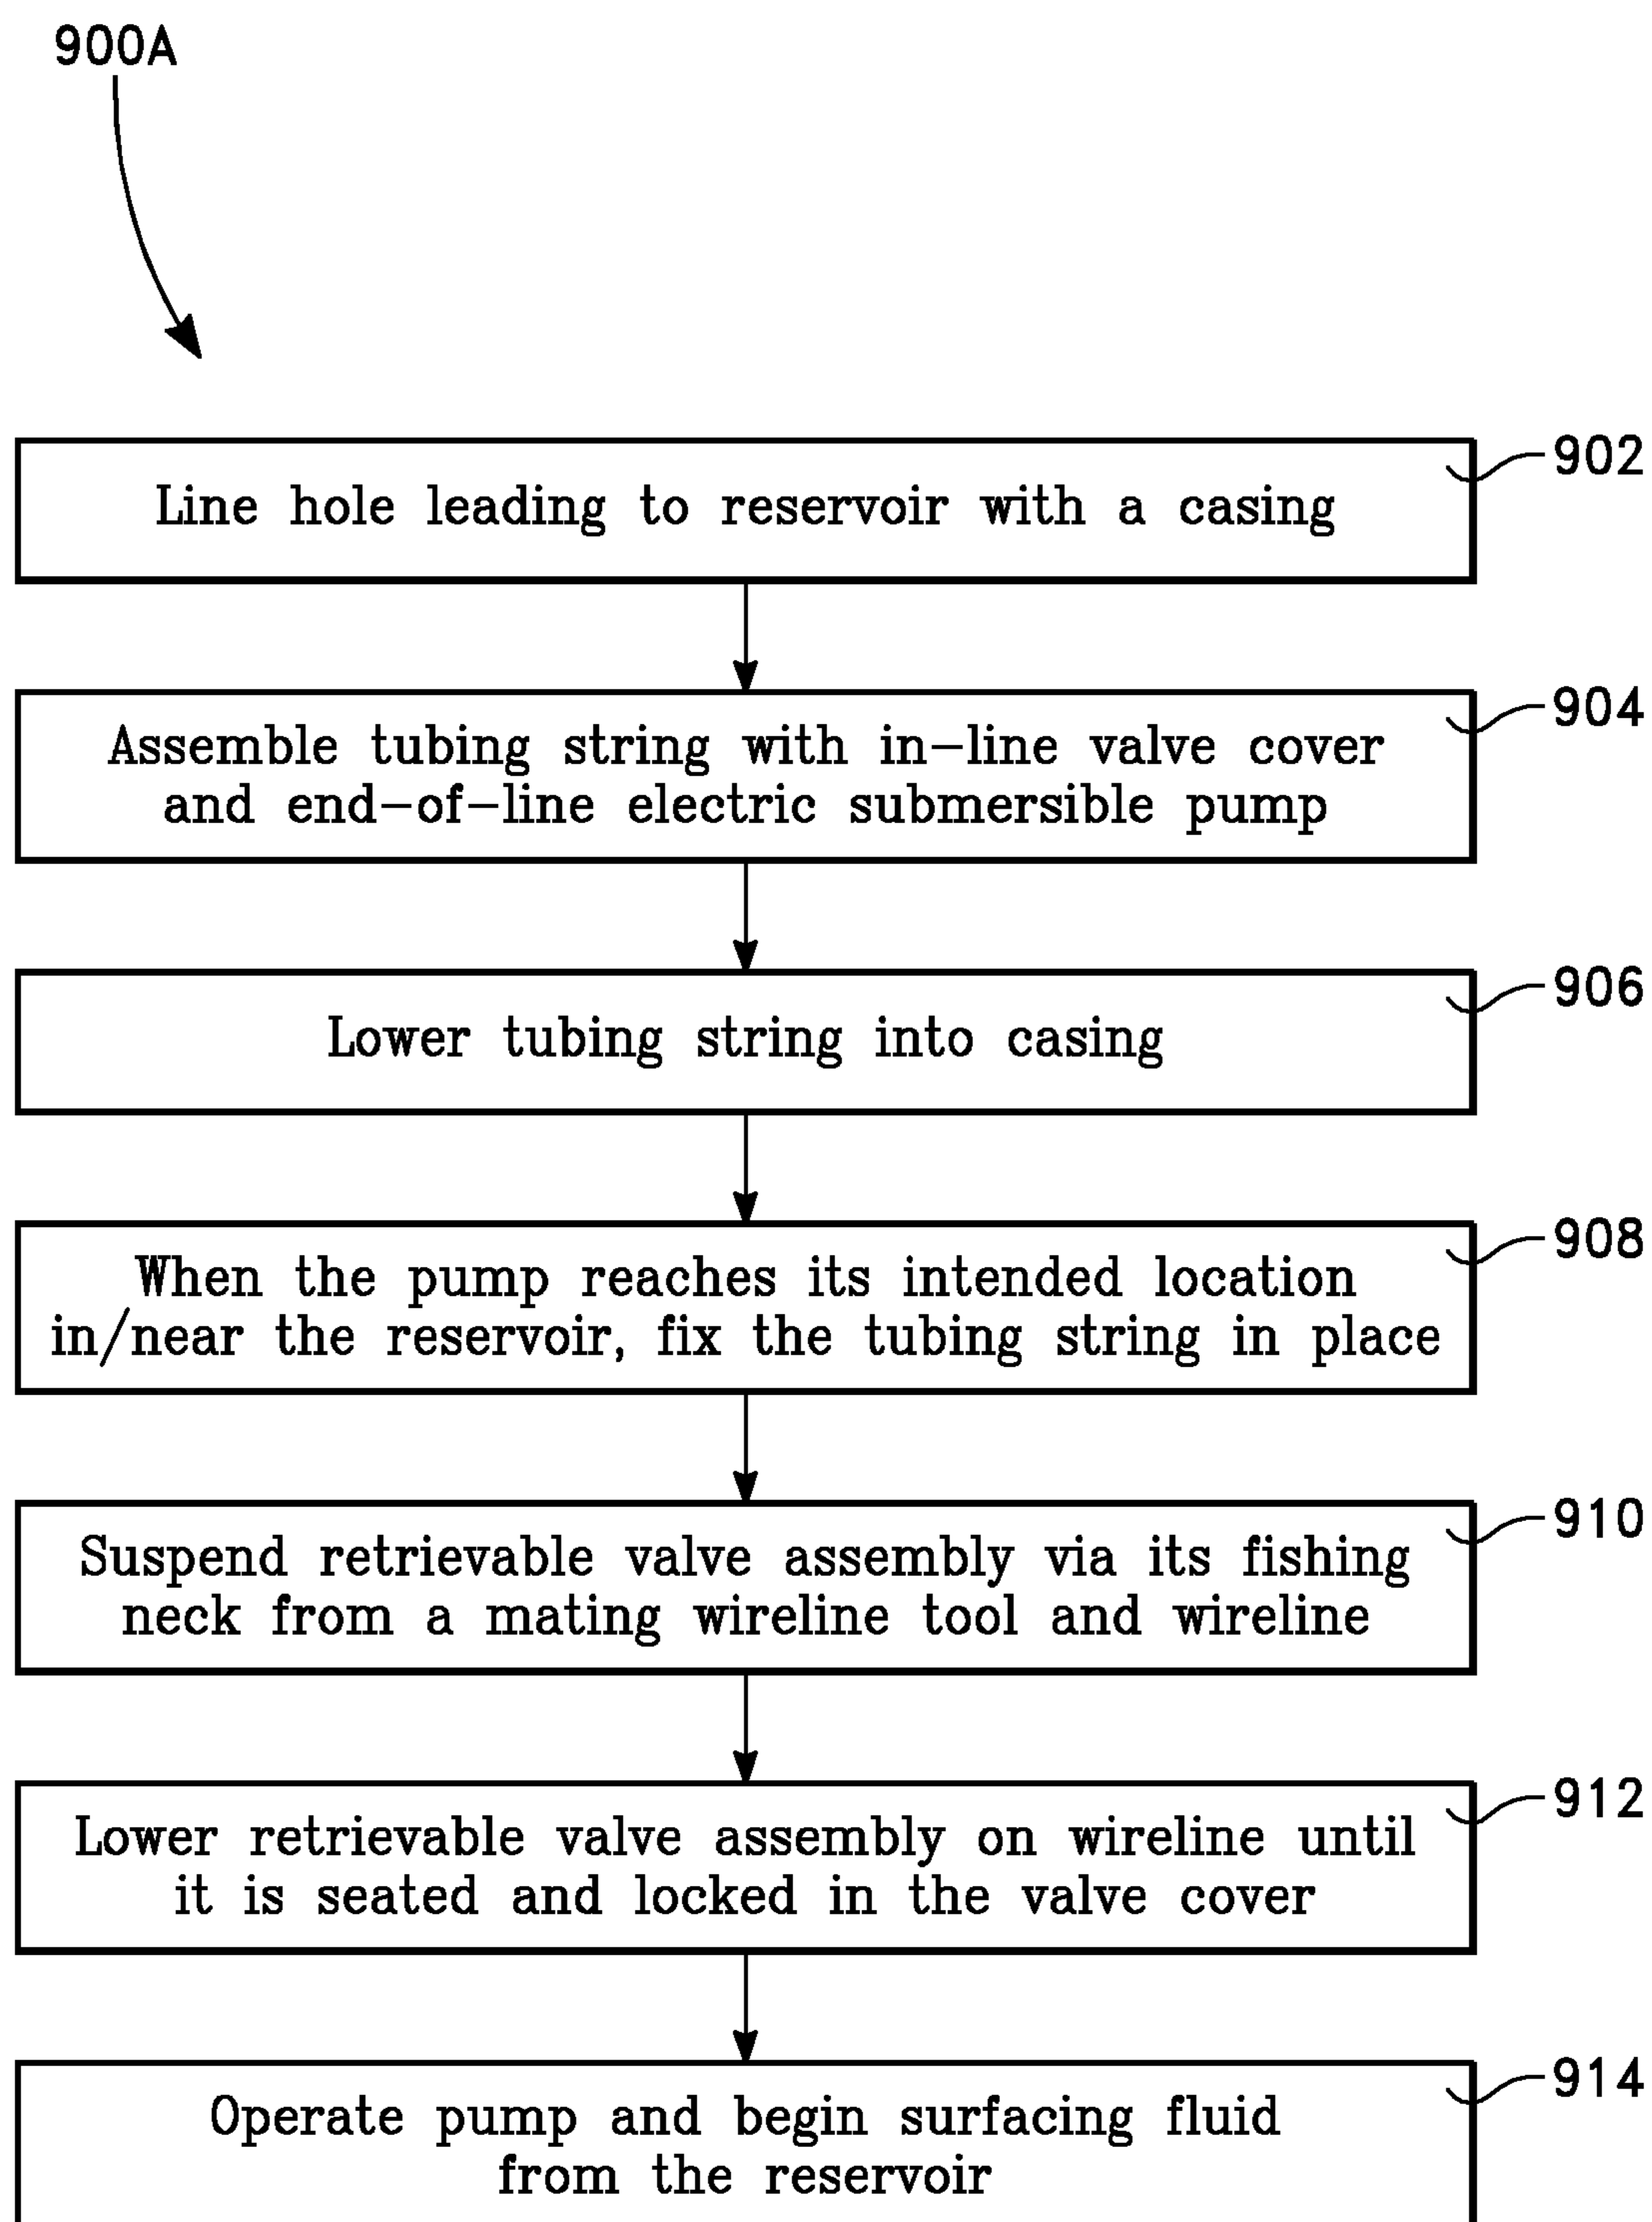 900A
Line hole leading to reservoir with a casing
902
Assemble tubing string with in-line valve cover
and end-of-line electric submersible pump
904
Lower tubing string into casing
906
When the pump reaches its intended location
in/near the reservoir, fix the tubing string in place
908
Suspend retrievable valve assembly via its fishing
neck from a mating wireline tool and wireline
910
Lower retrievable valve assembly on wireline until
it is seated and locked in the valve cover
912
Operate pump and begin surfacing fluid
from the reservoir
914